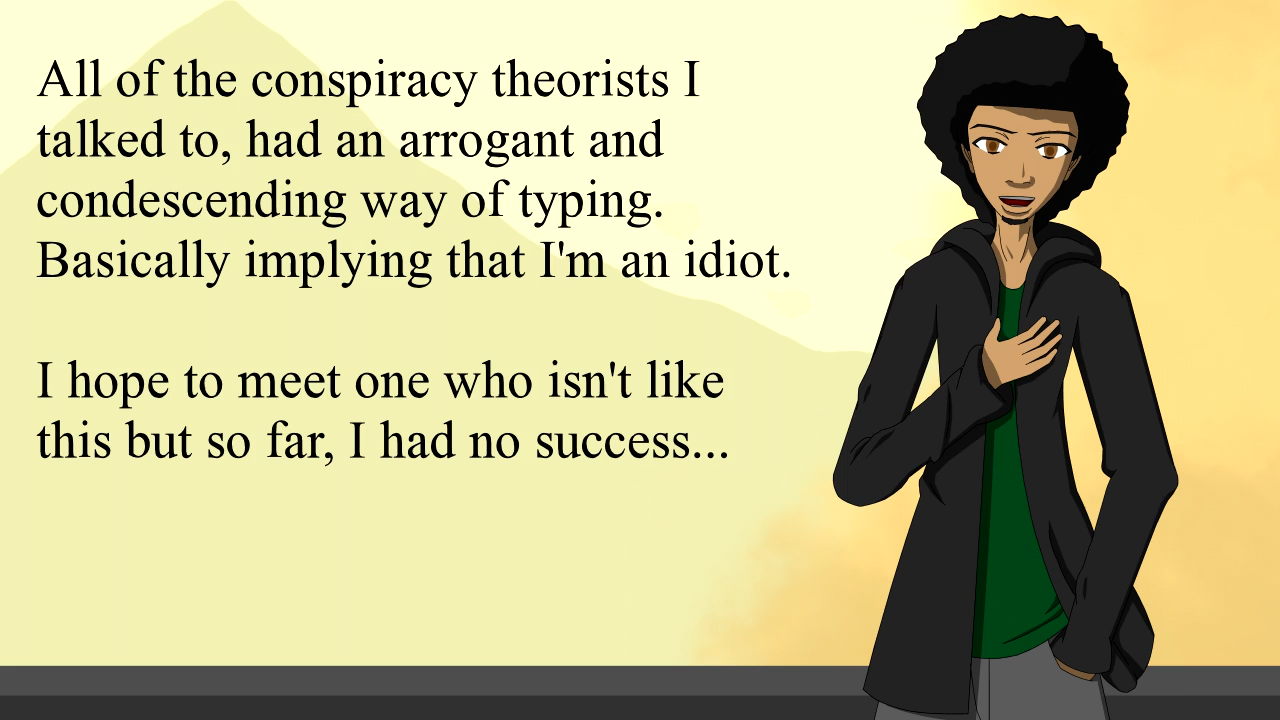 All of the conspiracy theorists I
talked to, had an arrogant and
condescending way of typing.
Basically implying that I'm an idiot.
I hope to meet one who isn't like
this but so far, I had no success...